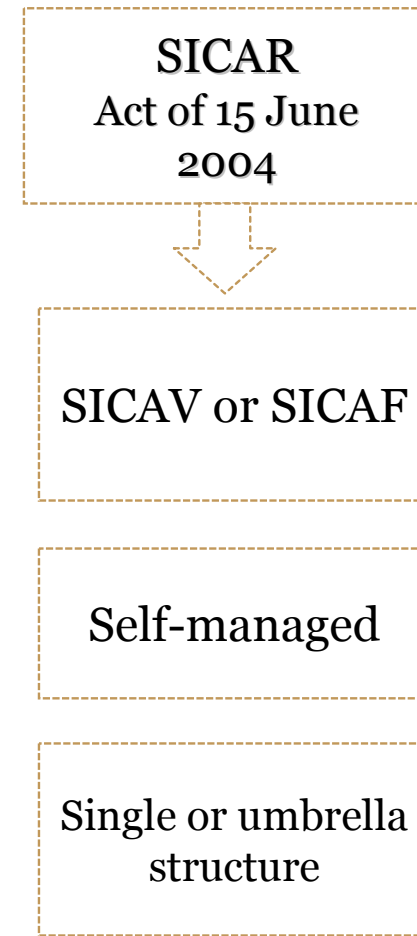 SICAR
Act of 15 June
2004
SICAV or SICAF
Self-managed
Single or umbrella
structure